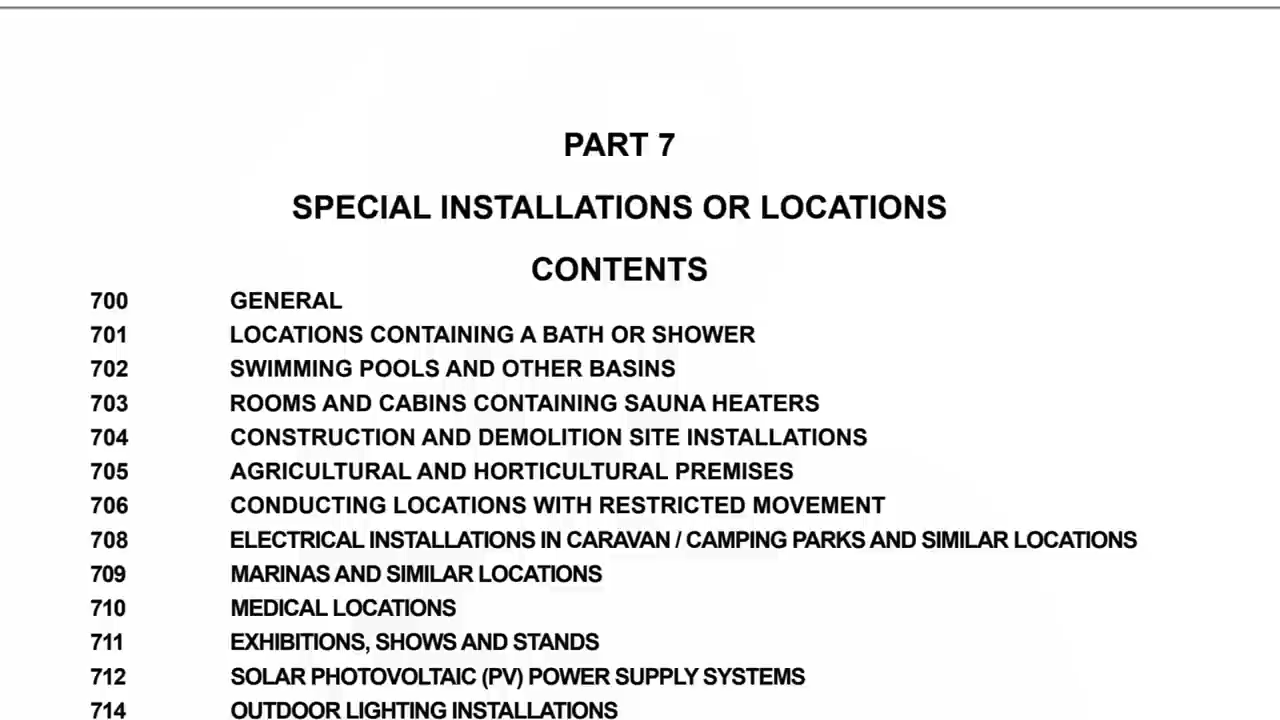 PART 7
SPECIAL INSTALLATIONS OR LOCATIONS
CONTENTS
700 GENERAL
701 LOCATIONS CONTAINING A BATH OR SHOWER
702 SWIMMING POOLS AND OTHER BASINS
703 ROOMS AND CABINS CONTAINING SAUNA HEATERS
704 CONSTRUCTION AND DEMOLITION SITE INSTALLATIONS
705 AGRICULTURAL AND HORTICULTURAL PREMISES
706 CONDUCTING LOCATIONS WITH RESTRICTED MOVEMENT
708 ELECTRICAL INSTALLATIONS IN CARAVAN / CAMPING PARKS AND SIMILAR LOCATIONS
709 MARINAS AND SIMILAR LOCATIONS
710 MEDICAL LOCATIONS
711 EXHIBITIONS, SHOWS AND STANDS
712 SOLAR PHOTOVOLTAIC (PV) POWER SUPPLY SYSTEMS
714 OUTDOOR LIGHTING INSTALLATIONS